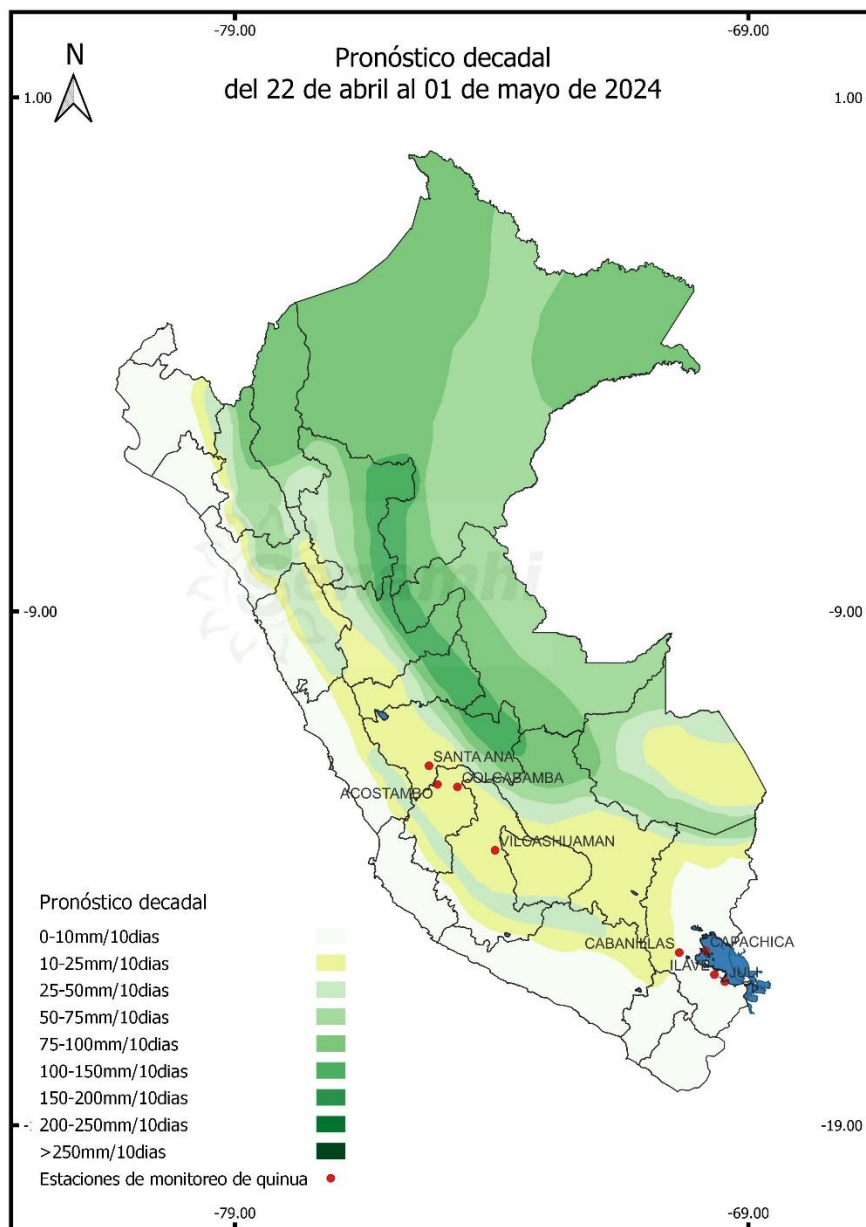 -79.00
-69.00
N
Pronóstico decadal
del 22 de abril al 01 de mayo de 2024
1.00
1.00
Senamhi
-9.00
-9.00
SANTA ANA
COLCABAMBA
ACOSTAMBO
VILCASHUAMAN
CABANILLAS
CAPACHICA
ILAVE
JULI
Pronóstico decadal
0-10mm/10dias
10-25mm/10dias
25-50mm/10dias
50-75mm/10dias
75-100mm/10dias
100-150mm/10dias
150-200mm/10dias
200-250mm/10dias
>250mm/10dias
Estaciones de monitoreo de quinua
-19.00
-79.00
-69.00